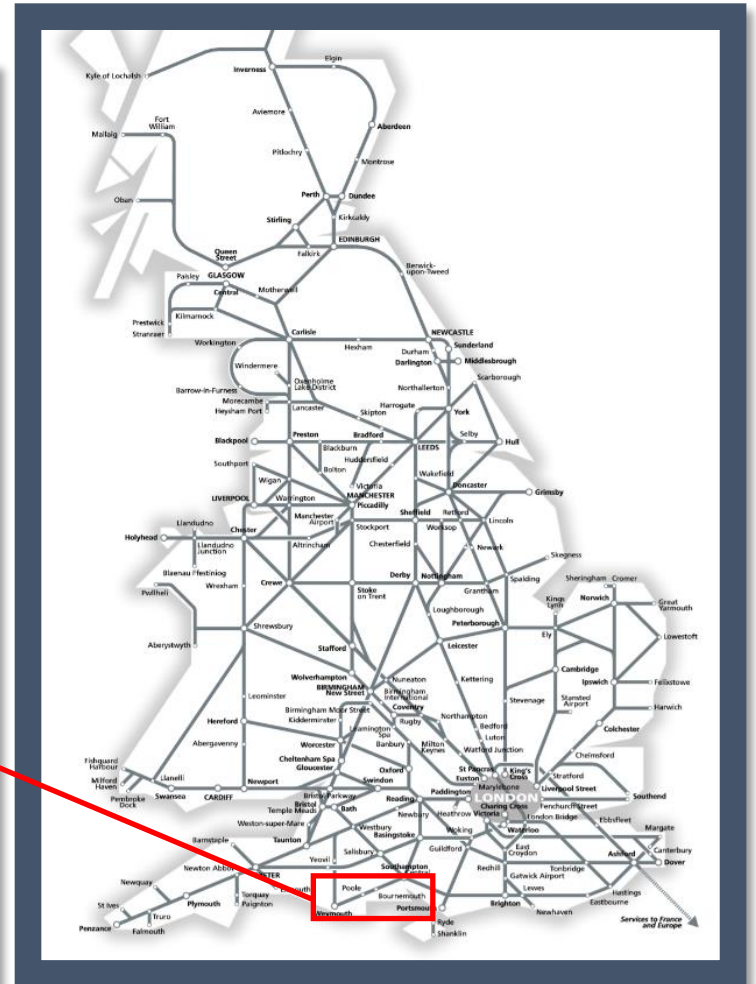 Inverness
Elgin
Kyle of Lochalsh
Aviemore
Fort
William
Mallaig
Aberdeen
Pitlochry
Montrose
Oban
Perth
Dundee
Stirling
Kirkcaldy
Queen
Street
Falkirk
EDINBURGH
Berwick-
upon-Tweed
Paisley
GLASGOW
Central
Motherwell
Prestwick
Kilmarnock
Stranraer
Carlisle
NEWCASTLE
Workington
Hexham
Durham
Sunderland
Darlington
Middlesbrough
Windermere
Scarborough
Oxenholme
Lake District
Northallerton
Barrow-in-Furness
Morecambe
Heysham Port
Lancaster
Harrogate
Skipton
York
Blackpool
Preston
Bradford
Selby
Blackburn
LEEDS
Hull
Southport
Huddersfield
Bolton
Wakefield
Wigan
Victoria
MANCHESTER
Piccadilly
Doncaster
Grimsby
LIVERPOOL
Warrington
Manchester
Airport
Stockport
Sheffield
Retford
Worksop
Lincoln
Llandudno
Chester
Holyhead
Llandudno
Junction
Altrincham
Chesterfield
Newark
Skegness
Blaenau Ffestiniog
Wrexham
Crewe
Stoke
on Trent
Derby
Nottingham
Grantham
Spalding
Sheringham
Cromer
Pwllheli
Kings
Lynn
Norwich
Great
Yarmouth
Loughborough
Shrewsbury
Peterborough
Ely
Lowestoft
Aberystwyth
Stafford
Leicester
Cambridge
Wolverhampton
BIRMINGHAM
New Street
Nuneaton
Birmingham
International
Kettering
Ipswich
Felixstowe
Leominster
Coventry
Stevenage
Stansted
Airport
Harwich
Birmingham Moor Street
Kidderminster
Rugby
Northampton
Hereford
Leamington
Spa
Bedford
Colchester
Worcester
Banbury
Milton
Keynes
Luton
Abergavenny
Watford Junction
Chelmsford
Cheltenham Spa
Gloucester
Oxford
St Pancras
King's
Cross
Euston
Stratford
Fishguard
Harbour
Llanelli
Newport
Swindon
Marylebone
Liverpool Street
Milford
Haven
Pembroke
Dock
Swansea
CARDIFF
Bristol Parkway
Reading
Paddington
LONDON
Southend
Bristol
Temple Meads
Bath
Newbury
Heathrow
Charing Cross
Victoria
Fenchurch Street
London Bridge
Weston-super-Mare
Westbury
Basingstoke
Woking
Waterloo
Ebbsfleet
Margate
Barnstaple
Taunton
Salisbury
Guildford
East
Croydon
Canterbury
Yeovil
Southampton
Redhill
Tonbridge
Ashford
Dover
Newton Abbot
Gatwick Airport
Newquay
Torquay
Paignton
Poole
Bournemouth
Lewes
Hastings
St Ives
Plymouth
Weymouth
Portsmouth
Brighton
Eastbourne
Newhaven
Truro
Penzance
Falmouth
Ryde
Shanklin
Services to France
and Europe